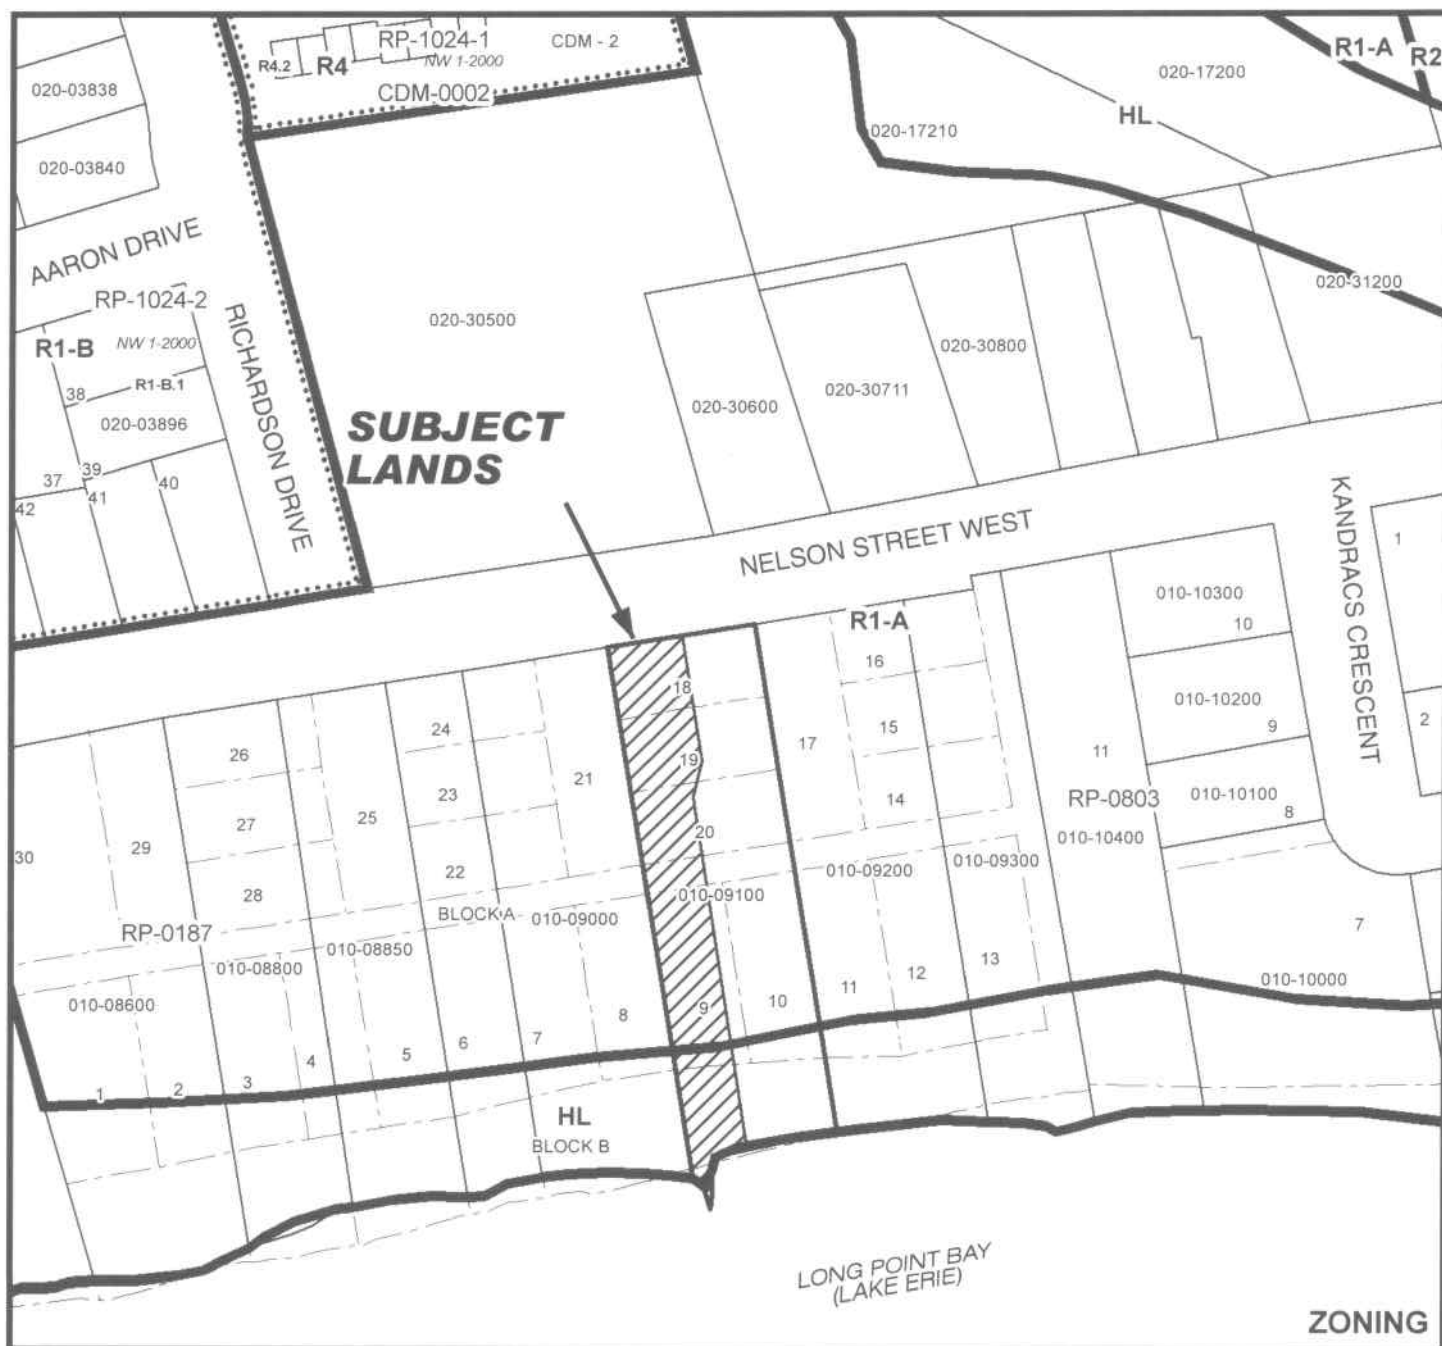 RP-1024-1
CDM - 2
R4.2
R4
NW 1-2000
CDM-0002
R1-A
R2
020-17200
HL
020-17210
020-03838
020-03840
AARON DRIVE
RP-1024-2
R1-B
NW 1-2000
R1-B.1
38
020-03896
37
39
40
41
42
RICHARDSON DRIVE
020-30500
SUBJECT
LANDS
020-30600
020-30711
020-30800
020-31200
NELSON STREET WEST
KANDRACS CRESCENT
1
2
010-10300
10
010-10200
9
010-10100
8
R1-A
16
15
14
17
18
19
20
21
24
23
22
25
26
27
28
29
30
11
RP-0803
010-10400
010-09300
010-09200
010-09100
010-09000
BLOCK A
RP-0187
010-08850
010-08800
010-08600
7
010-10000
1
2
3
4
5
6
7
8
9
10
11
12
13
HL
BLOCK B
LONG POINT BAY
(LAKE ERIE)
ZONING